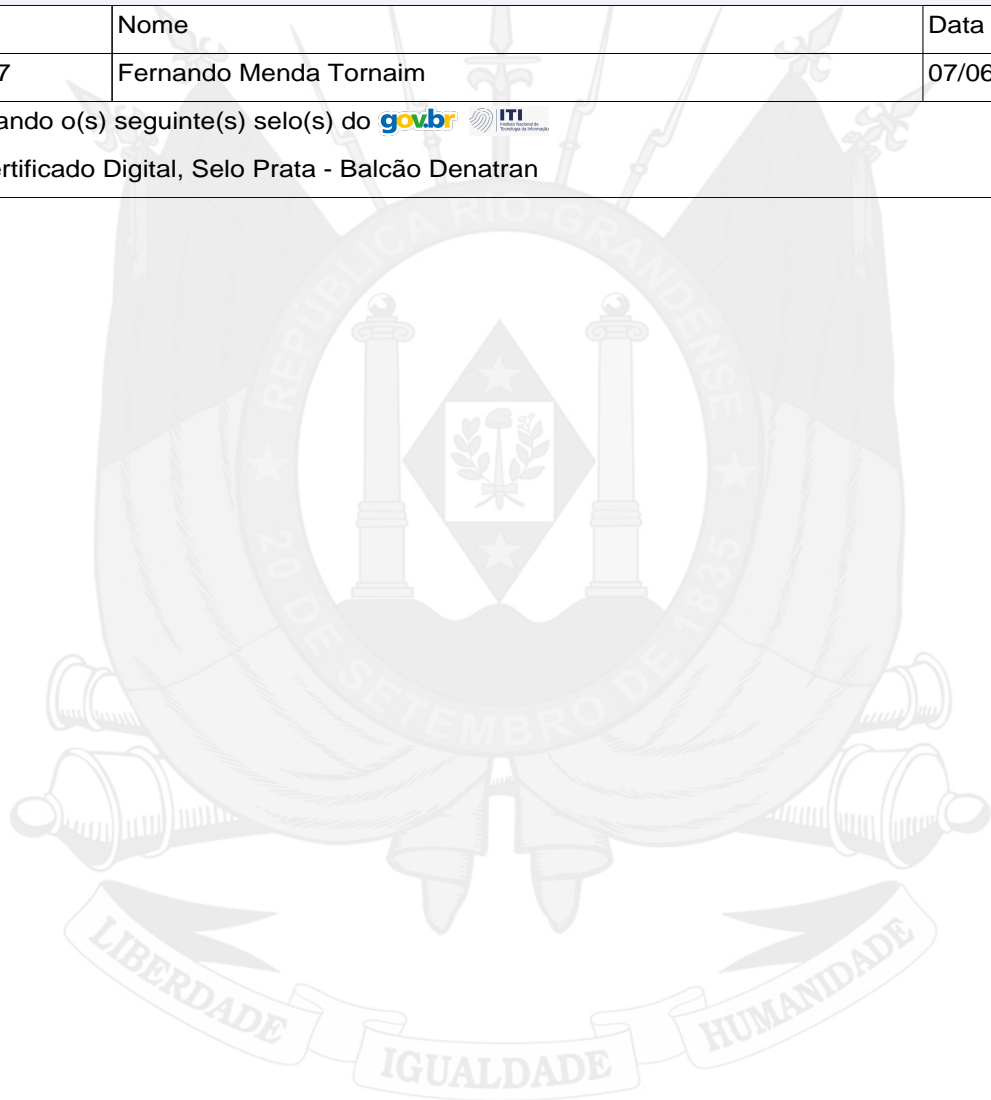 Nome Data
7 Fernando Menda Tornaim 07/06
ando o(s) seguinte(s) selo(s) do gov.br ITI
ertificado Digital, Selo Prata - Balcão Denatran
REPÚBLICA RIO-GRANDENSE
20 DE SETEMBRO DE 1835
LIBERDADE IGUALDADE HUMANIDADE